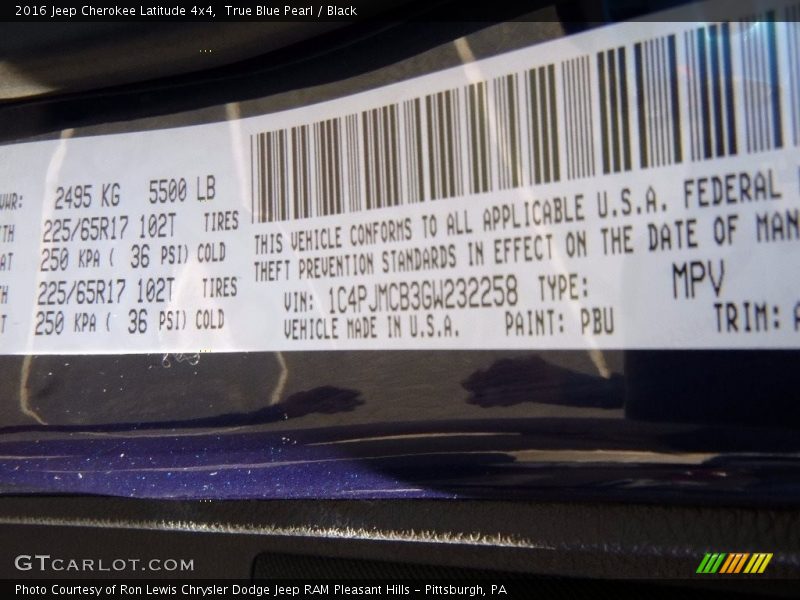 2016 Jeep Cherokee Latitude 4x4,  True Blue Pearl / Black
2495 KG 5500 LB
225/65R17 102T TIRES
250 KPA ( 36 PSI) COLD
225/65R17 102T TIRES
250 KPA ( 36 PSI) COLD
THIS VEHICLE CONFORMS TO ALL APPLICABLE U.S.A. FEDERAL
THEFT PREVENTION STANDARDS IN EFFECT ON THE DATE OF MAN
VIN: 1C4PJMCB3GW232258 TYPE: MPV
VEHICLE MADE IN U.S.A. PAINT: PBU TRIM:
GTCARLOT.COM
Photo Courtesy of Ron Lewis Chrysler Dodge Jeep RAM Pleasant Hills - Pittsburgh, PA